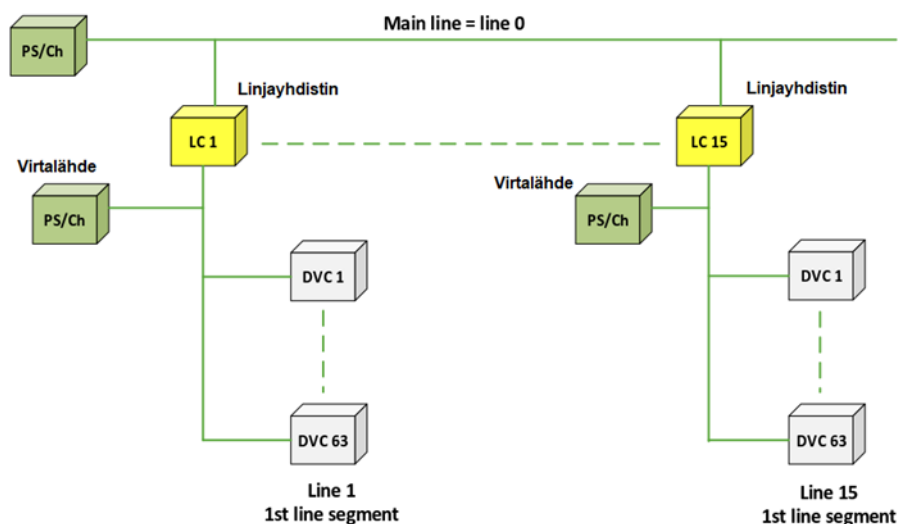 Main line = line 0
PS/Ch
Linjayhdistin
Linjayhdistin
LC 1
LC 15
Virtalähde
Virtalähde
PS/Ch
PS/Ch
DVC 1
DVC 1
DVC 63
DVC 63
Line 1
1st line segment
Line 15
1st line segment